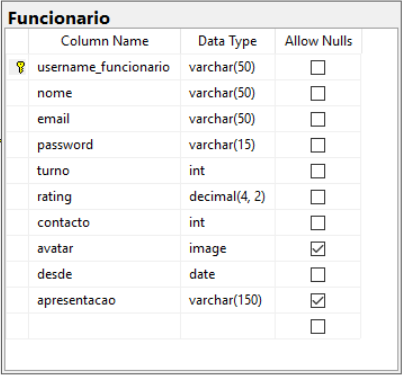 Funcionario
Column Name Data Type Allow Nulls
username_funcionario varchar(50)
nome varchar(50)
email varchar(50)
password varchar(15)
turno int
rating decimal(4, 2)
contacto int
avatar image
desde date
apresentacao varchar(150)